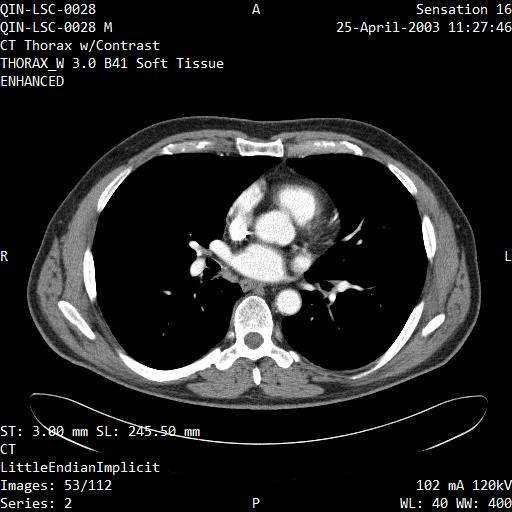 QIN-LSC-0028 A Sensation 16
QIN-LSC-0028 M 25-April-2003 11:27:46
CT Thorax w/Contrast
THORAX_W 3.0 B41 Soft Tissue
ENHANCED
R L
ST: 3.00 mm SL: 245.50 mm
CT
LittleEndianImplicit
Images: 53/112 102 mA 120kV
Series: 2 P WL: 40 WW: 400